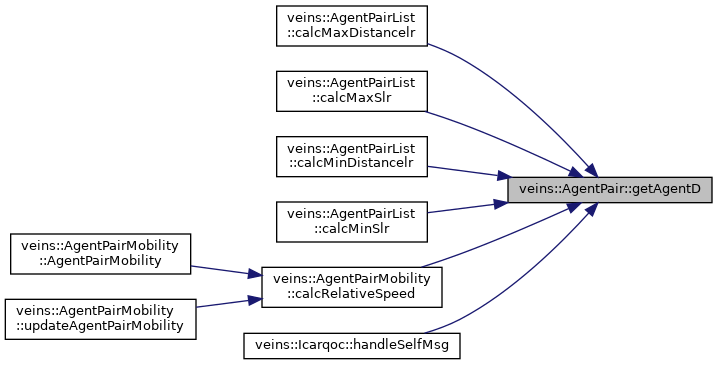 veins::AgentPairList
::calcMaxDistancelr
veins::AgentPairList
::calcMaxSlr
veins::AgentPairList
::calcMinDistancelr
veins::AgentPair::getAgentD
veins::AgentPairList
::calcMinSlr
veins::AgentPairMobility
::AgentPairMobility
veins::AgentPairMobility
::calcRelativeSpeed
veins::AgentPairMobility
::updateAgentPairMobility
veins::Icarqoc::handleSelfMsg